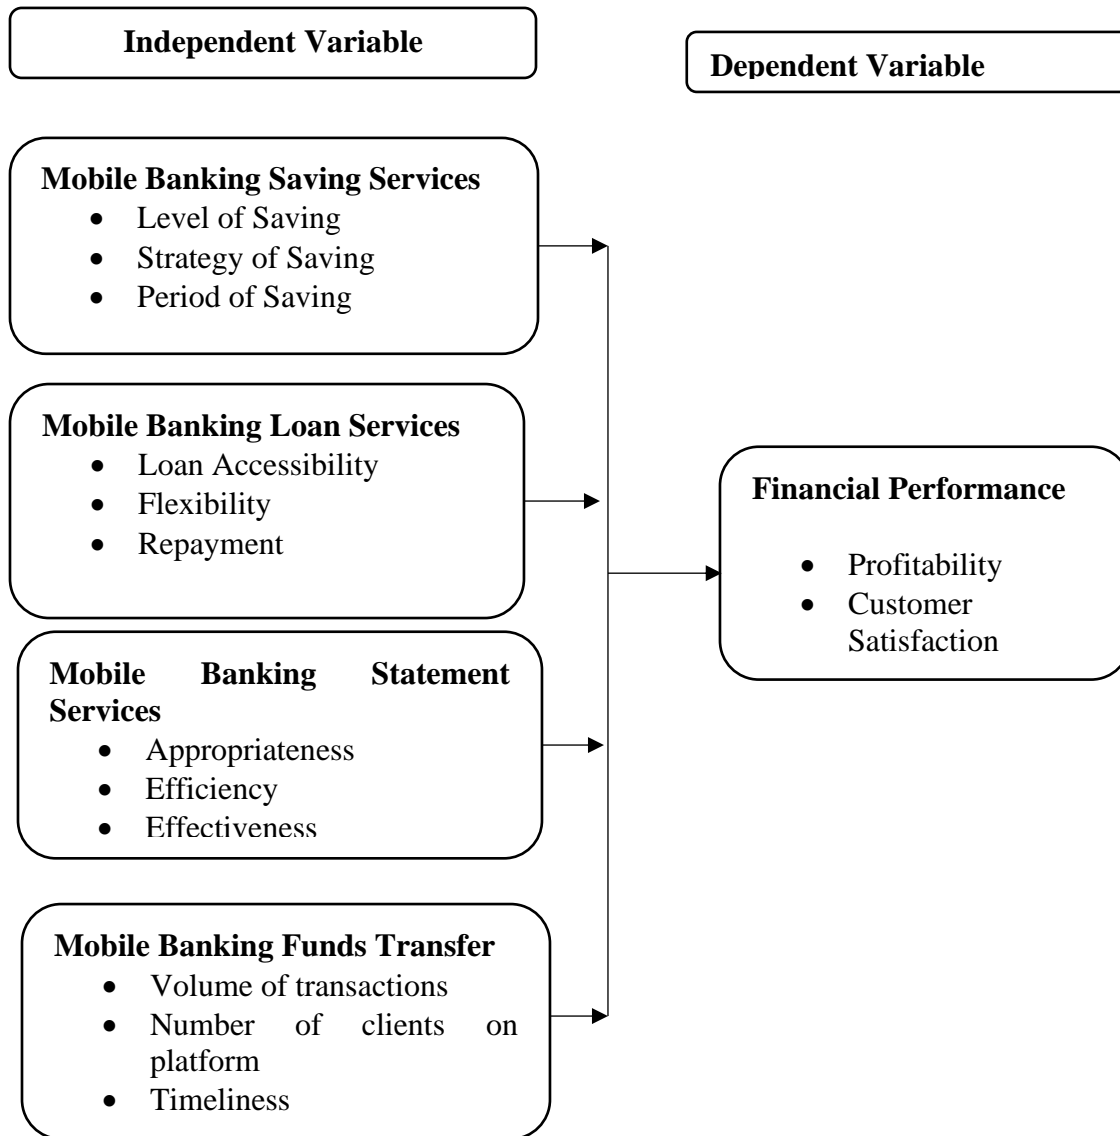 Independent Variable
Dependent Variable
Mobile Banking Saving Services
• Level of Saving
• Strategy of Saving
• Period of Saving
Mobile Banking Loan Services
• Loan Accessibility
• Flexibility
• Repayment
Mobile Banking Statement
Services
• Appropriateness
• Efficiency
• Effectiveness
Mobile Banking Funds Transfer
• Volume of transactions
• Number of clients on
platform
• Timeliness
Financial Performance
• Profitability
• Customer
Satisfaction